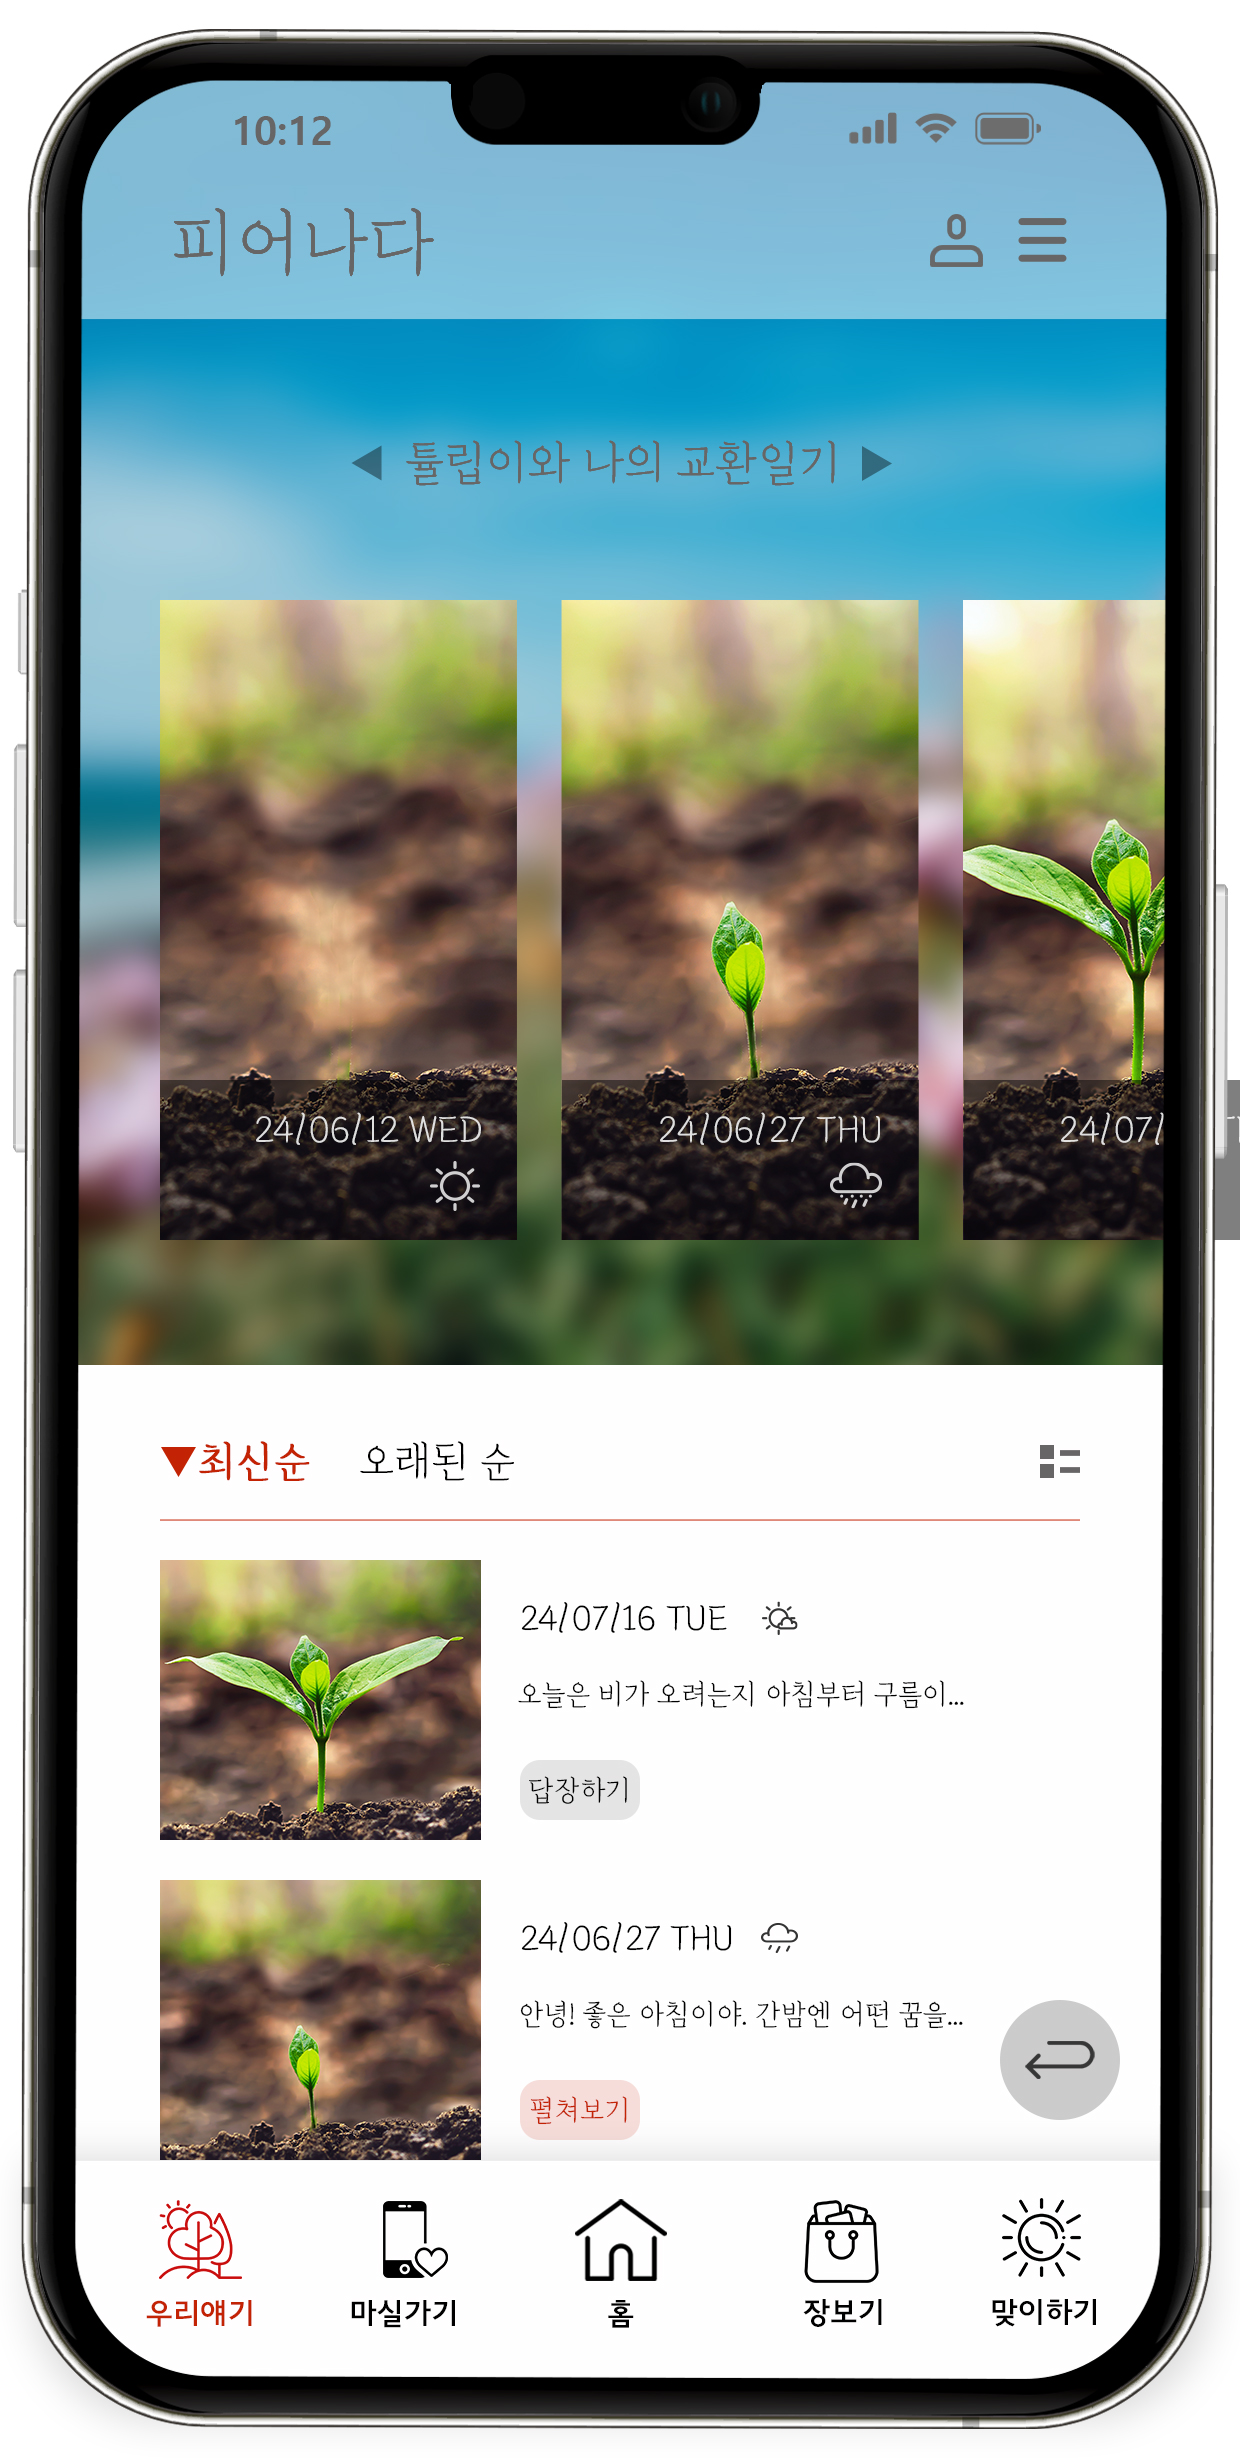 10:12
피어나다
◀ 튤립이와 나의 교환일기 ▶
24/06/12 WED
24/06/27 THU
24/07/
▼최신순 오래된 순
24/07/16 TUE
오늘은 비가 오려는지 아침부터 구름이...
답장하기
24/06/27 THU
안녕! 좋은 아침이야. 간밤엔 어떤 꿈을...
펼쳐보기
우리얘기 마실가기 홈 장보기 맞이하기